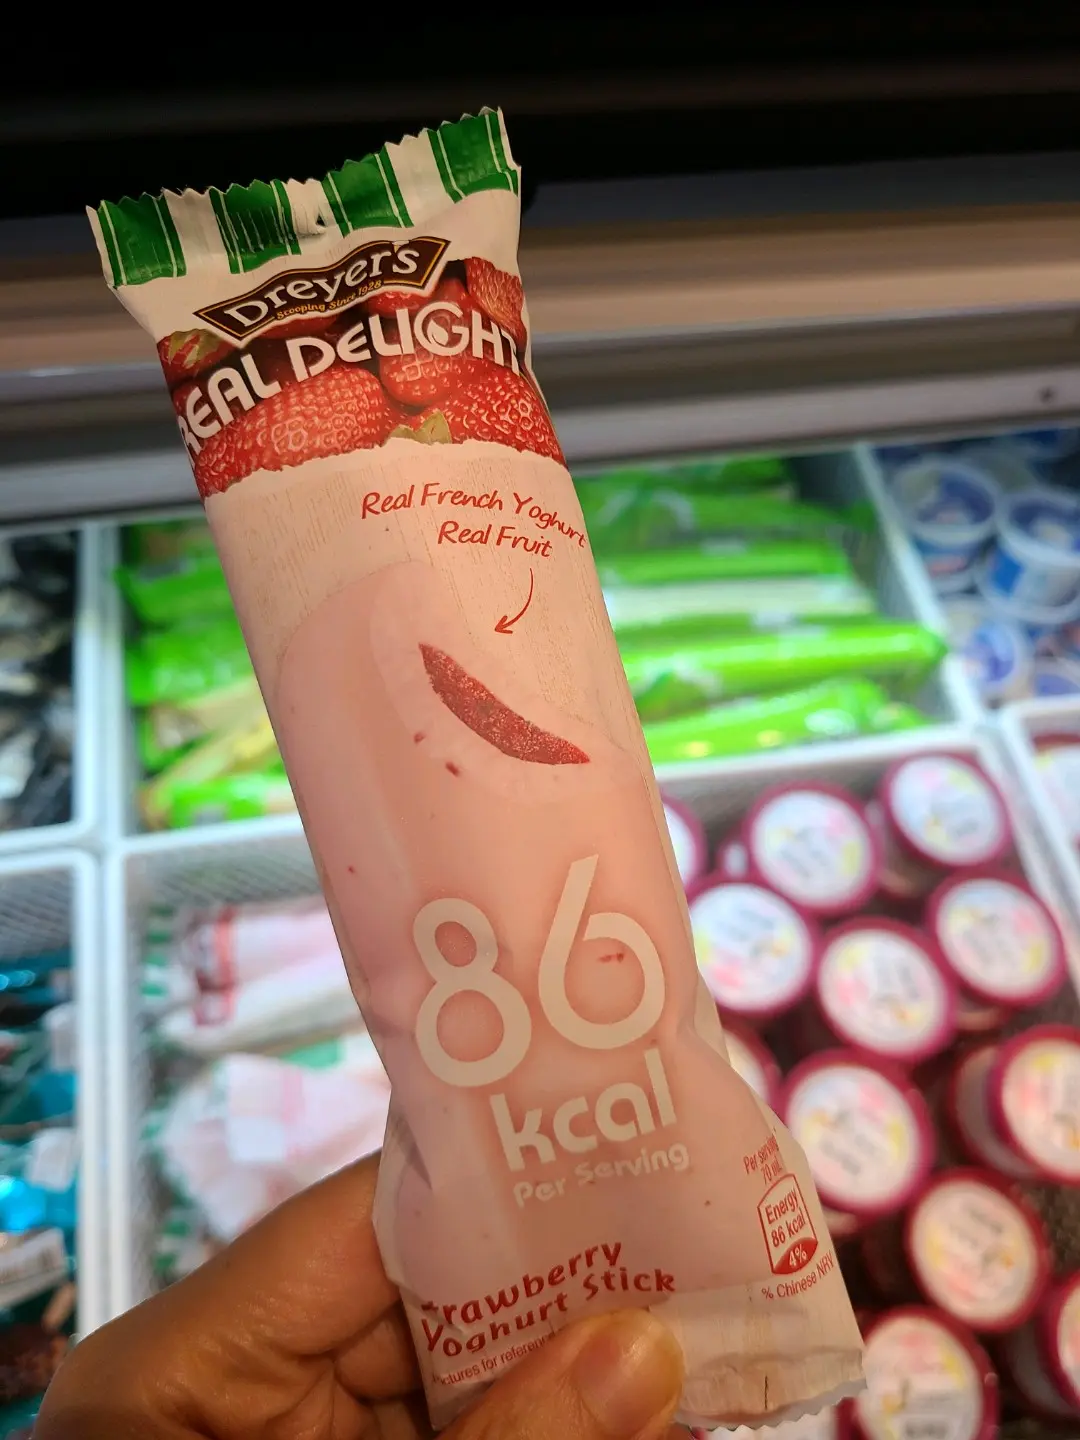 Dreyer's
Scooping Since 1928
REAL DELIGHT
Real French Yoghurt
Real Fruit
86
kcal
Per Serving
Per serving
70 mL
Energy
86 kcal
4%
% Chinese NRV
Strawberry
Yoghurt Stick